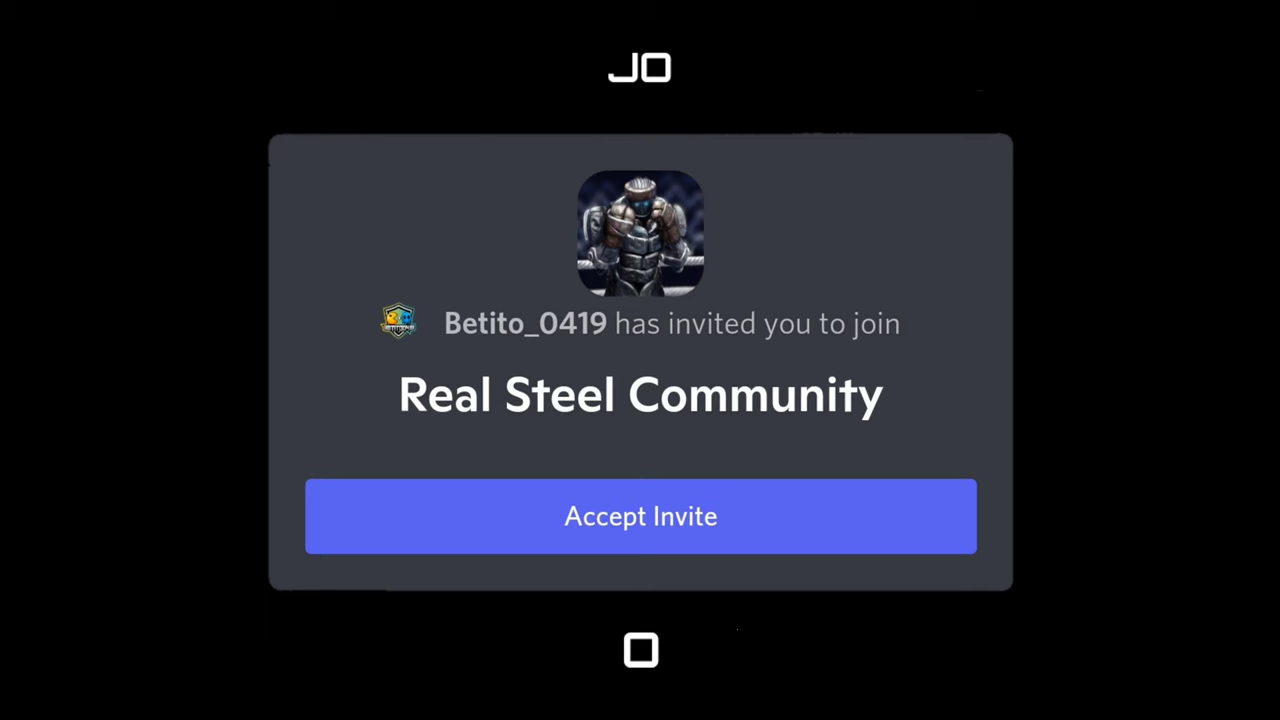 JO
Betito_0419 has invited you to join
Real Steel Community
Accept Invite
O